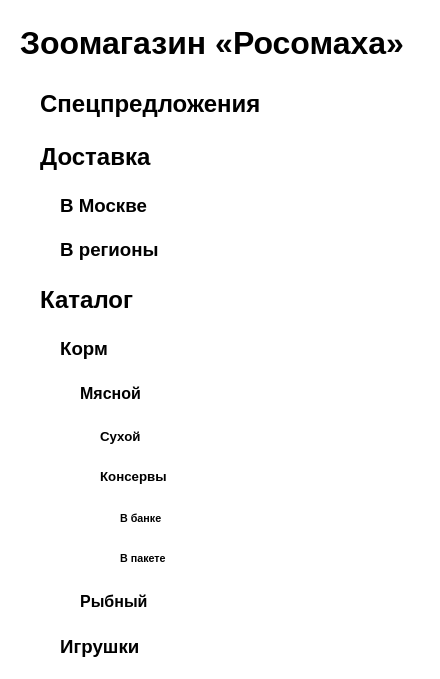 Зоомагазин «Росомаха»
Спецпредложения
Доставка
В Москве
В регионы
Каталог
Корм
Мясной
Сухой
Консервы
В банке
В пакете
Рыбный
Игрушки